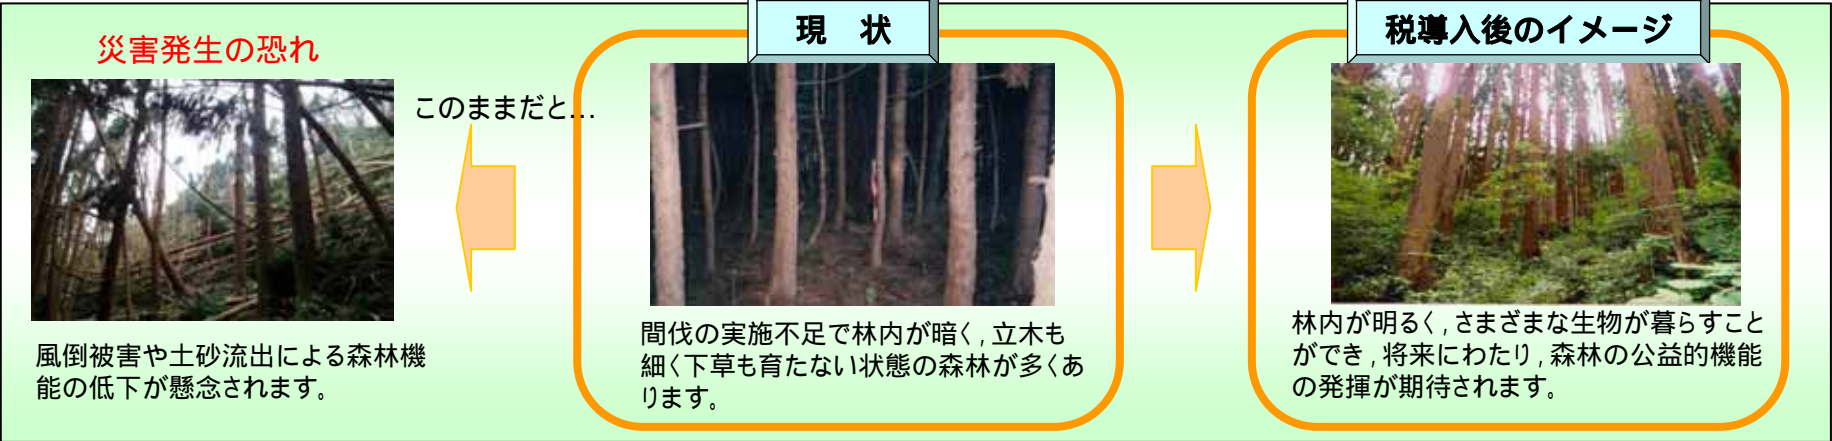 災害発生の恐れ
このままだと…
風倒被害や土砂流出による森林機
能の低下が懸念されます。
現　状
間伐の実施不足で林内が暗く，立木も
細く下草も育たない状態の森林が多くあ
ります。
税導入後のイメージ
林内が明るく，さまざまな生物が暮らすこと
ができ，将来にわたり，森林の公益的機能
の発揮が期待されます。